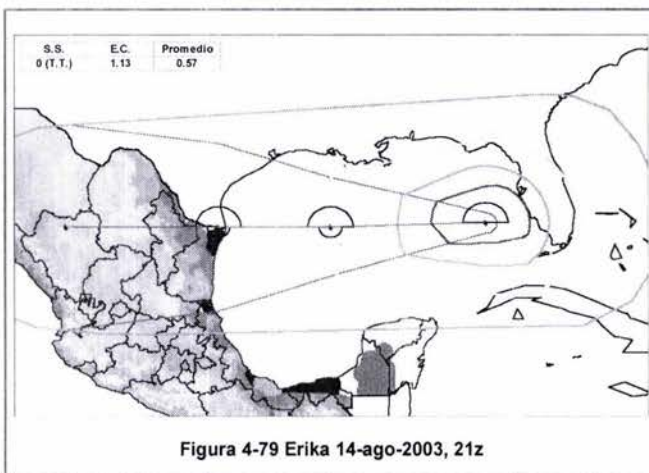 S.S. E.C. Promedio
0 (T.T.) 1.13 0.57
Figura 4-79 Erika 14-ago-2003, 21z